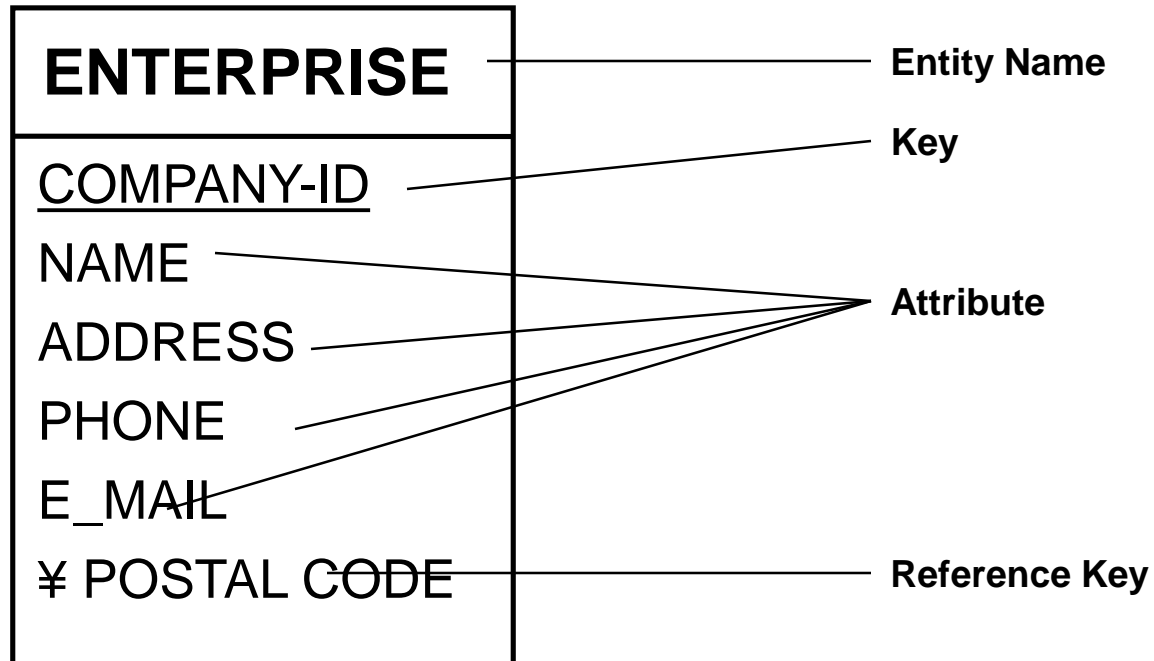 ENTERPRISE
Entity Name
COMPANY-ID
Key
NAME
ADDRESS
Attribute
PHONE
E_MAIL
¥ POSTAL CODE
Reference Key